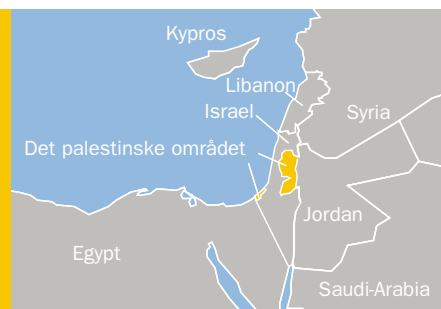 Kypros
Libanon
Israel
Syria
Det palestinske området
Jordan
Egypt
Saudi-Arabia